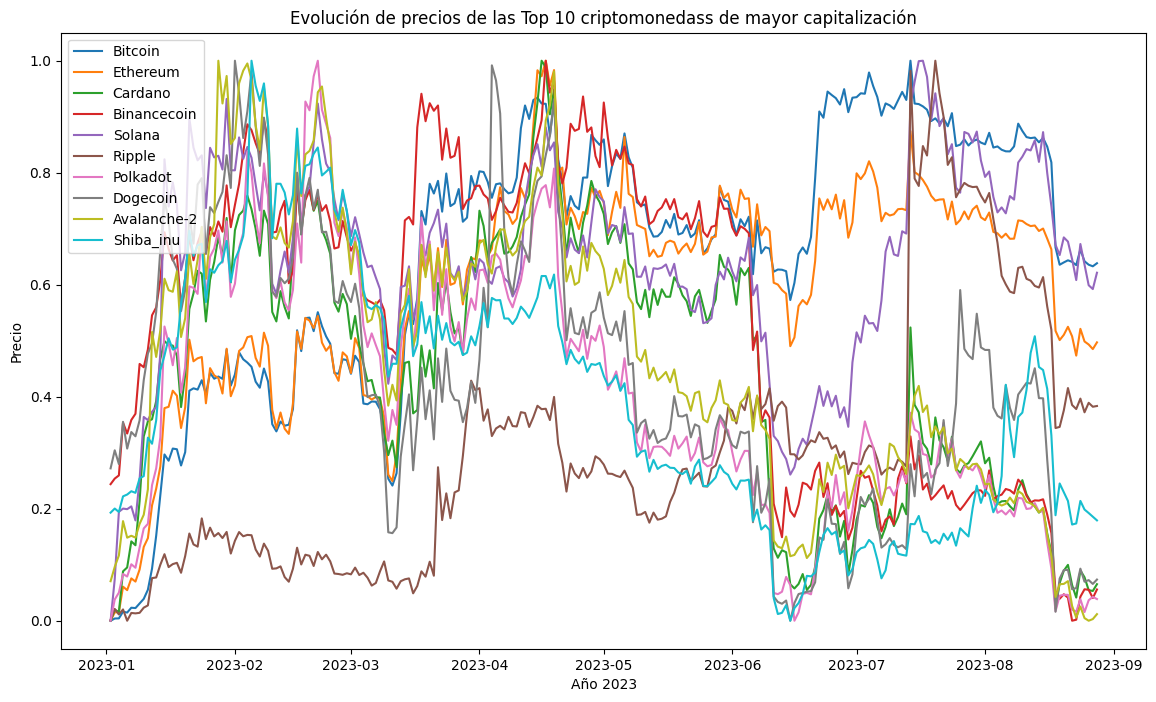 Evolución de precios de las Top 10 criptomonedass de mayor capitalización
Bitcoin
Ethereum
Cardano
Binancecoin
Solana
Ripple
Polkadot
Dogecoin
Avalanche-2
Shiba_inu
1.0
0.8
0.6
0.4
0.2
0.0
Precio
2023-01 2023-02 2023-03 2023-04 2023-05 2023-06 2023-07 2023-08 2023-09
Año 2023